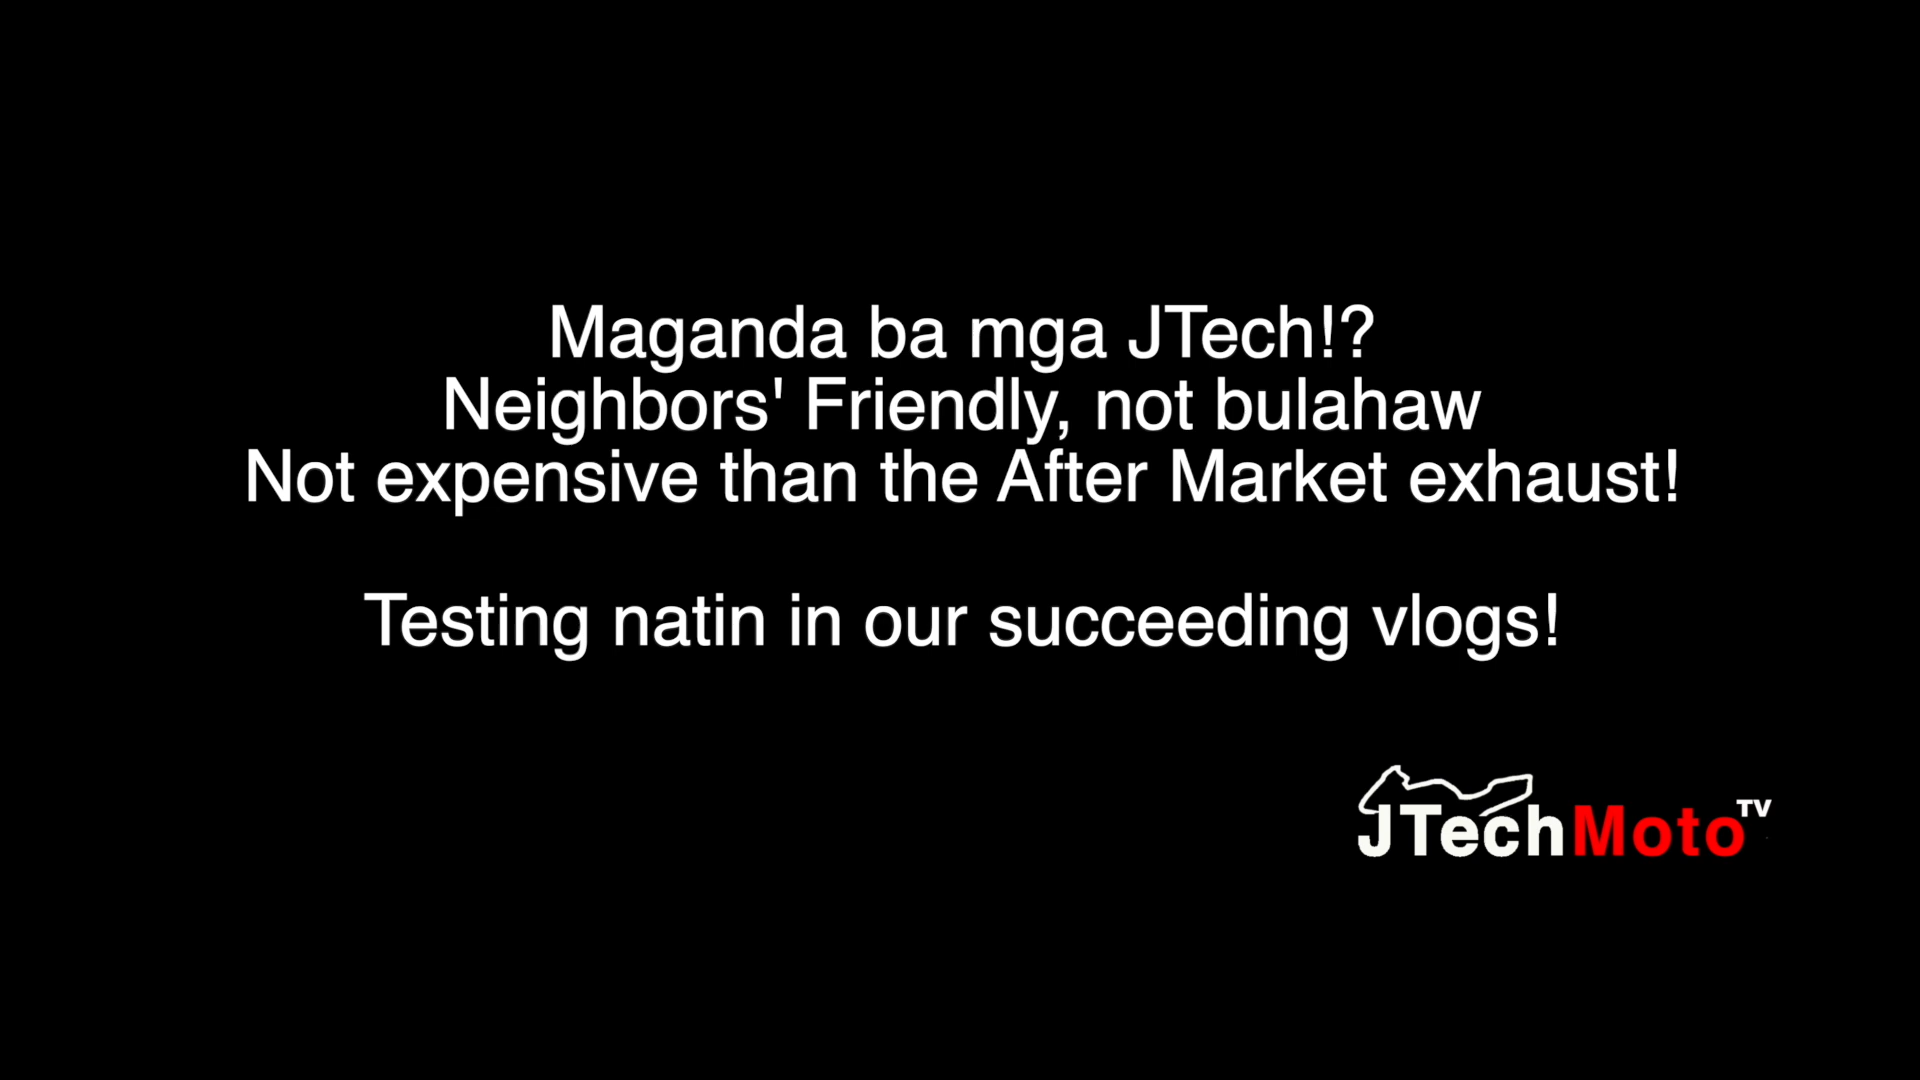 Maganda ba mga JTech!?
Neighbors' Friendly, not bulahaw
Not expensive than the After Market exhaust!
Testing natin in our succeeding vlogs!
JTechMoto TV